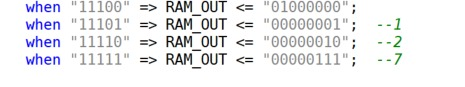 when "11100" => RAM_OUT <= "01000000";
when "11101" => RAM_OUT <= "00000001"; --1
when "11110" => RAM_OUT <= "00000010"; --2
when "11111" => RAM_OUT <= "00000111"; --7